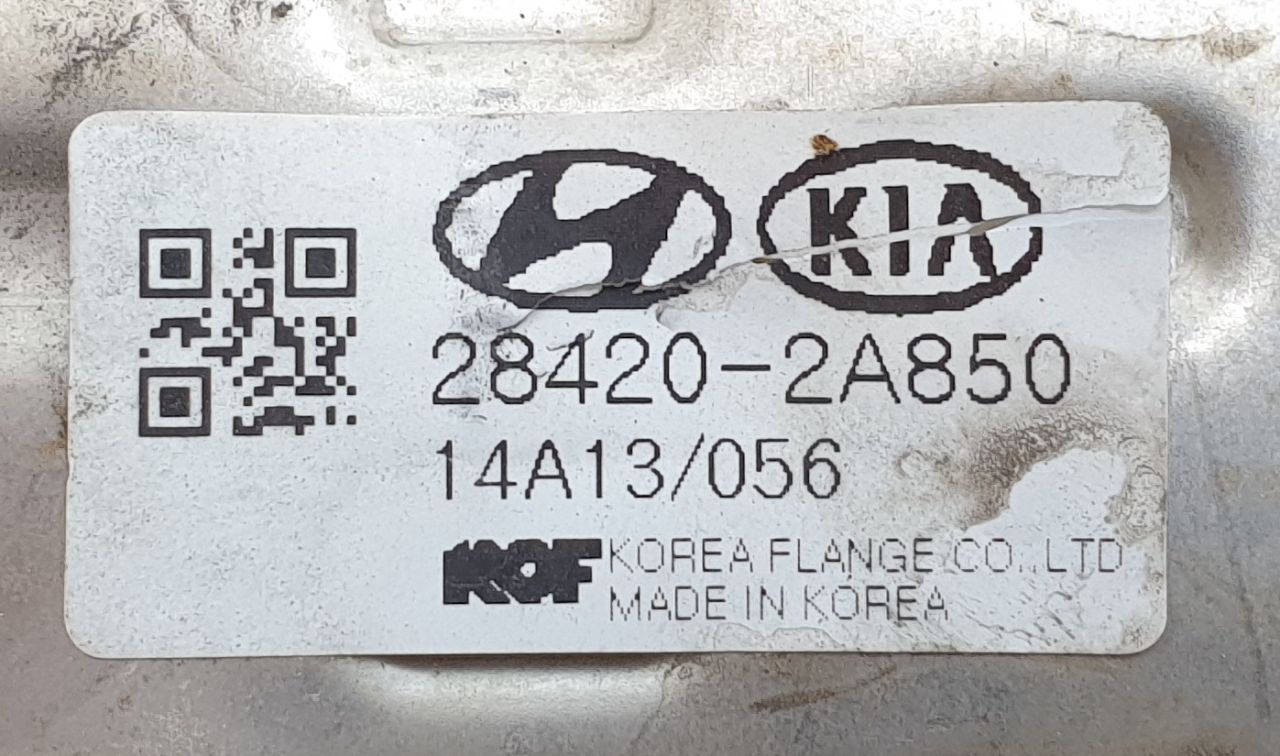 KIA
28420-2A850
14A13/056
KOF KOREA FLANGE CO.,LTD
MADE IN KOREA